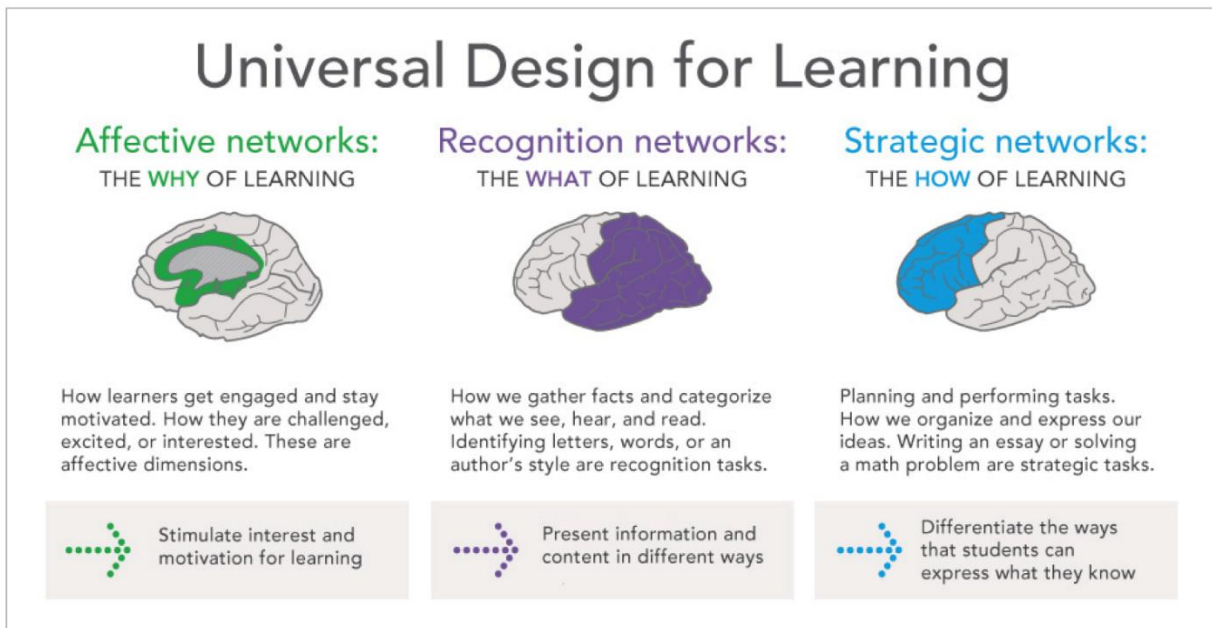 Universal Design for Learning
Affective networks:
THE WHY OF LEARNING
How learners get engaged and stay
motivated. How they are challenged,
excited, or interested. These are
affective dimensions.
Stimulate interest and
motivation for learning
Recognition networks:
THE WHAT OF LEARNING
How we gather facts and categorize
what we see, hear, and read.
Identifying letters, words, or an
author's style are recognition tasks.
Present information and
content in different ways
Strategic networks:
THE HOW OF LEARNING
Planning and performing tasks.
How we organize and express our
ideas. Writing an essay or solving
a math problem are strategic tasks.
Differentiate the ways
that students can
express what they know